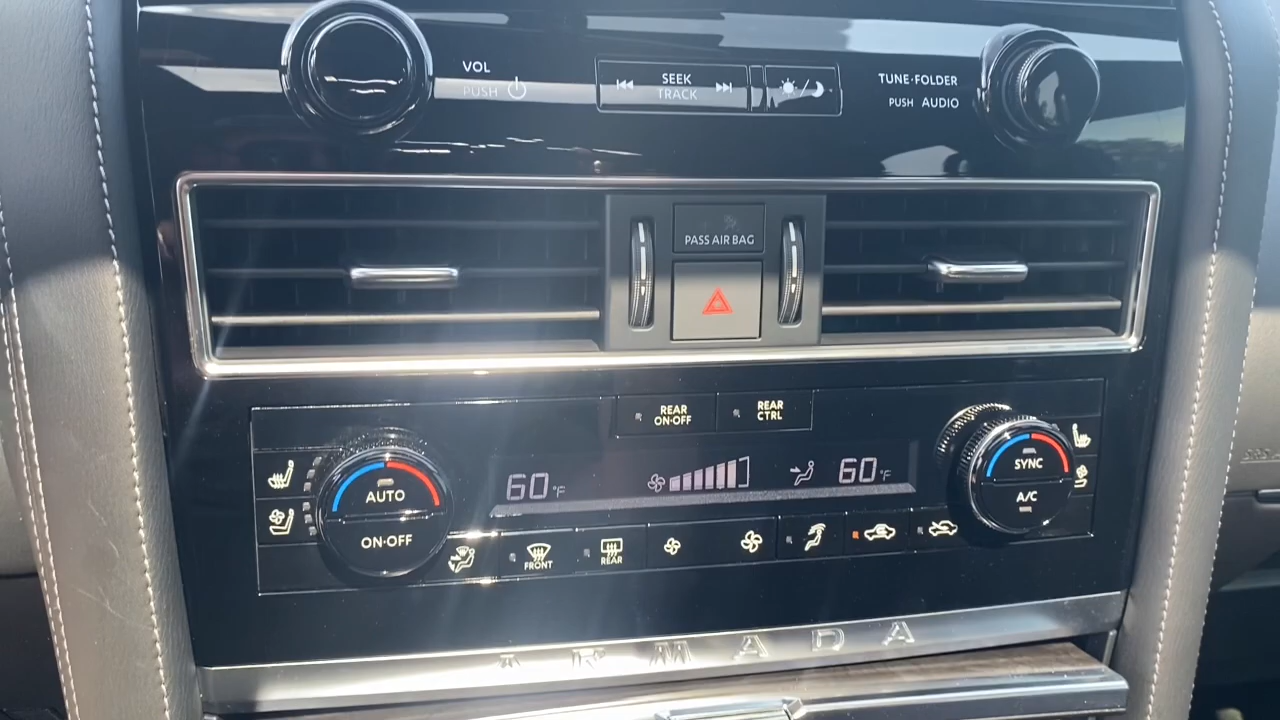 VOL
PUSH
SEEK
TRACK
TUNE·FOLDER
PUSH AUDIO
PASS AIR BAG
REAR
ON·OFF
REAR
CTRL
AUTO
ON·OFF
60°F
60°F
SYNC
A/C
FRONT
REAR
ARMADA